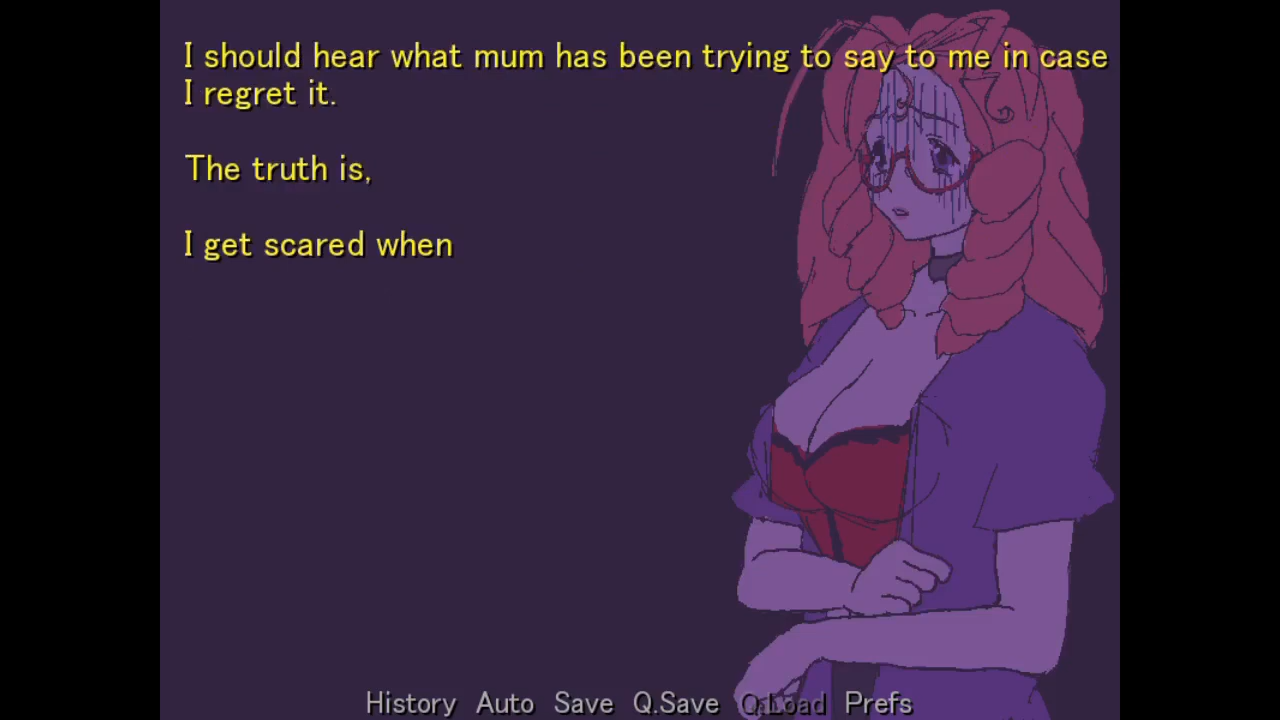 I should hear what mum has been trying to say to me in case
I regret it.
The truth is,
I get scared when
History Auto Save Q.Save Q.Load Prefs